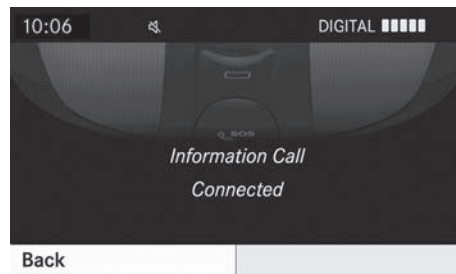 10:06
DIGITAL
SOS
Information Call
Connected
Back